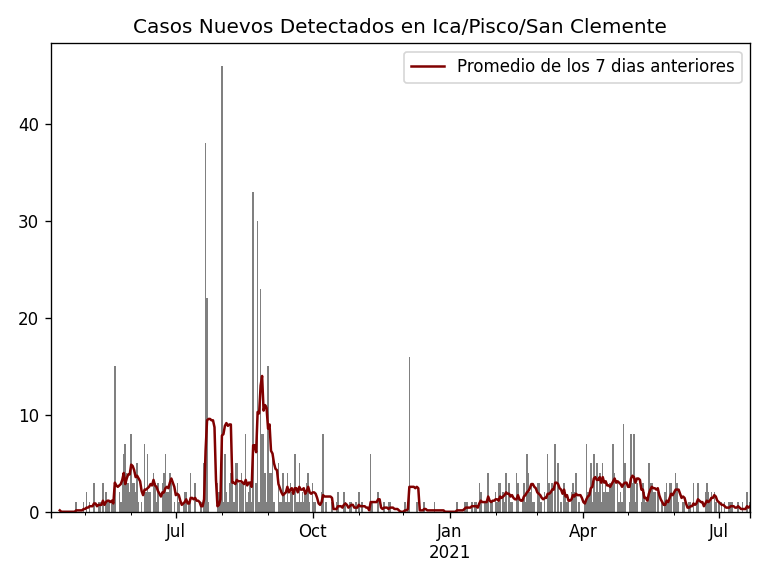 Casos Nuevos Detectados en Ica/Pisco/San Clemente
Promedio de los 7 dias anteriores
40
30
20
10
0
Jul
Oct
Jan
Apr
Jul
2021